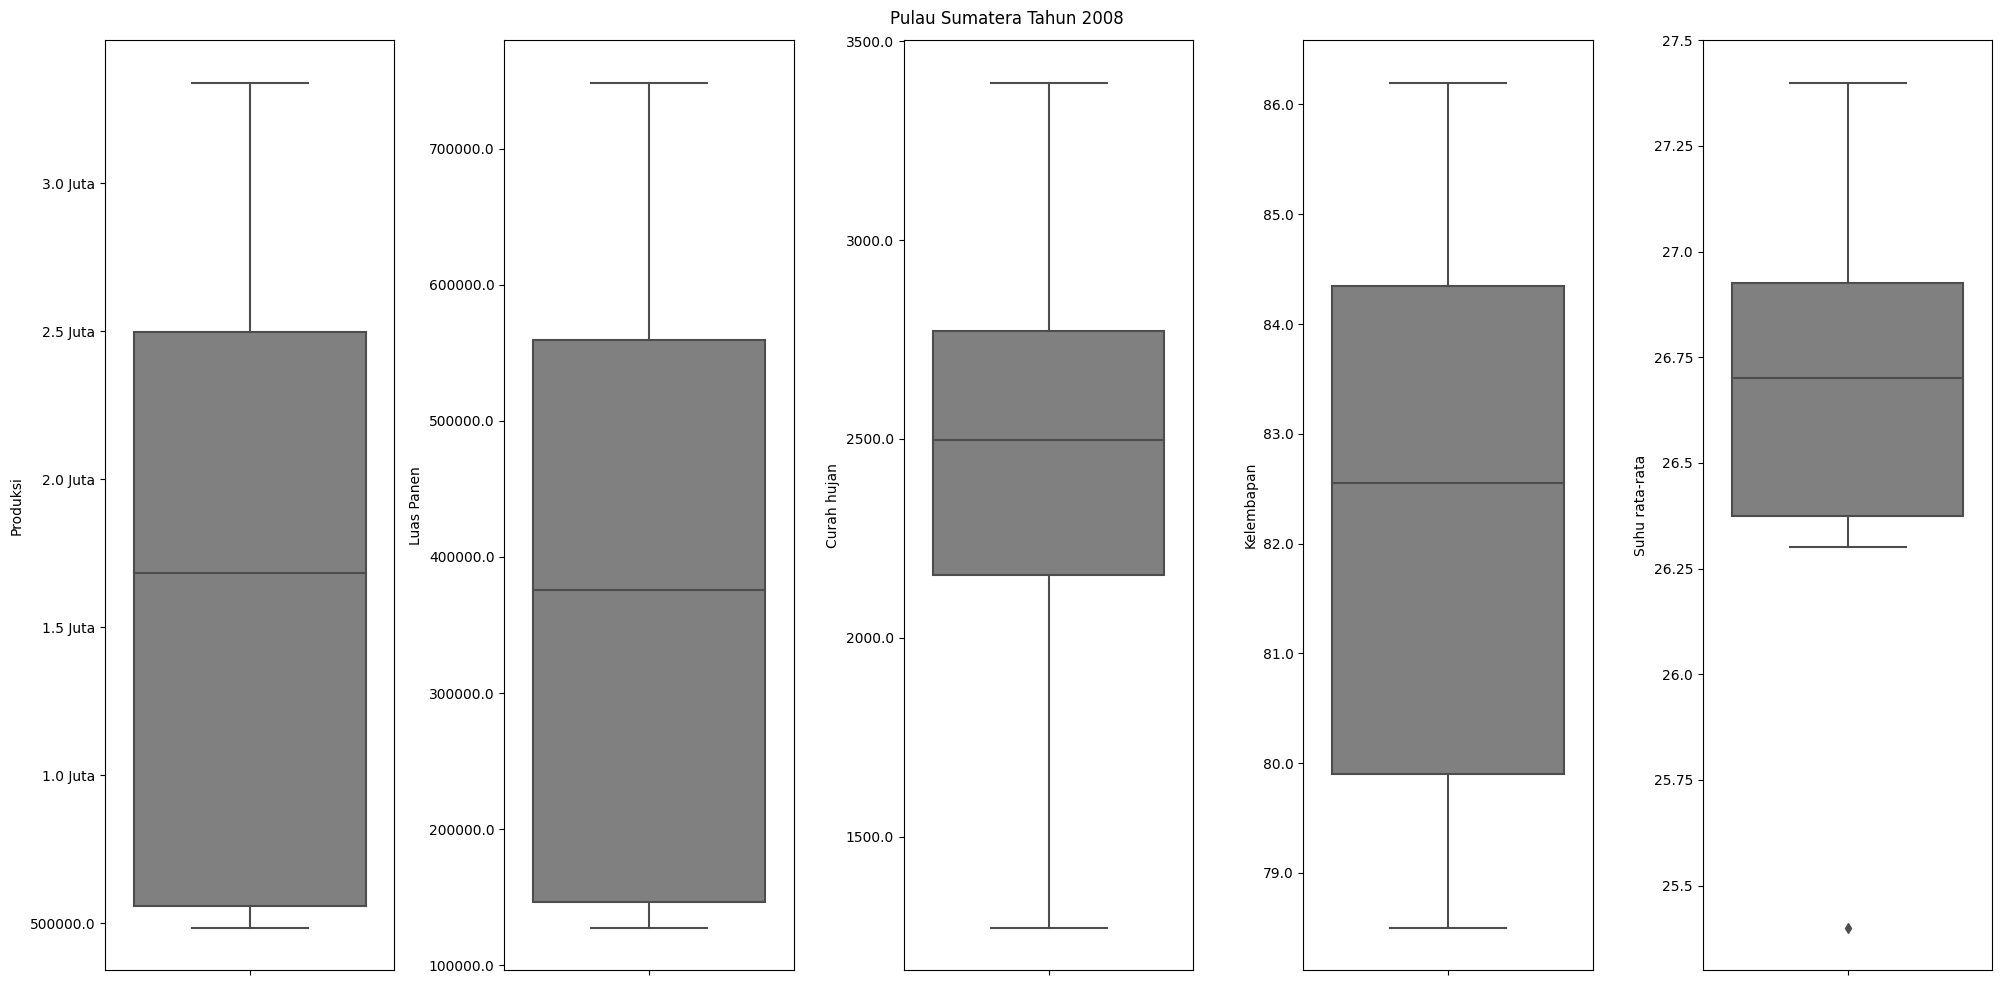 Pulau Sumatera Tahun 2008
Produksi
3.0 Juta
2.5 Juta
2.0 Juta
1.5 Juta
1.0 Juta
500000.0
Luas Panen
700000.0
600000.0
500000.0
400000.0
300000.0
200000.0
100000.0
Curah hujan
3500.0
3000.0
2500.0
2000.0
1500.0
Kelembapan
86.0
85.0
84.0
83.0
82.0
81.0
80.0
79.0
Suhu rata-rata
27.5
27.25
27.0
26.75
26.5
26.25
26.0
25.75
25.5